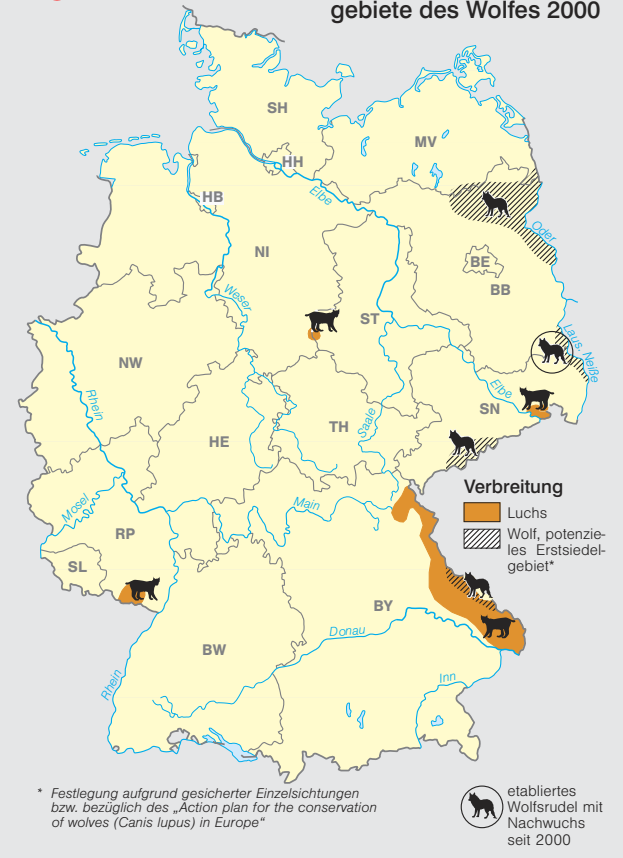 gebiete des Wolfes 2000
SH
MV
HH
HB
Elbe
Oder
NI
BE
BB
Weser
ST
Laus. Neiße
NW
Rhein
Elbe
SN
HE
TH
Saale
Verbreitung
Luchs
Wolf, potenzie-
les Erstsiedel-
gebiet*
Mosel
Main
RP
SL
BY
Donau
BW
Rhein
Inn
* Festlegung aufgrund gesicherter Einzelsichtungen
bzw. bezüglich des „Action plan for the conservation
of wolves (Canis lupus) in Europe“
etabliertes
Wolfsrudel mit
Nachwuchs
seit 2000